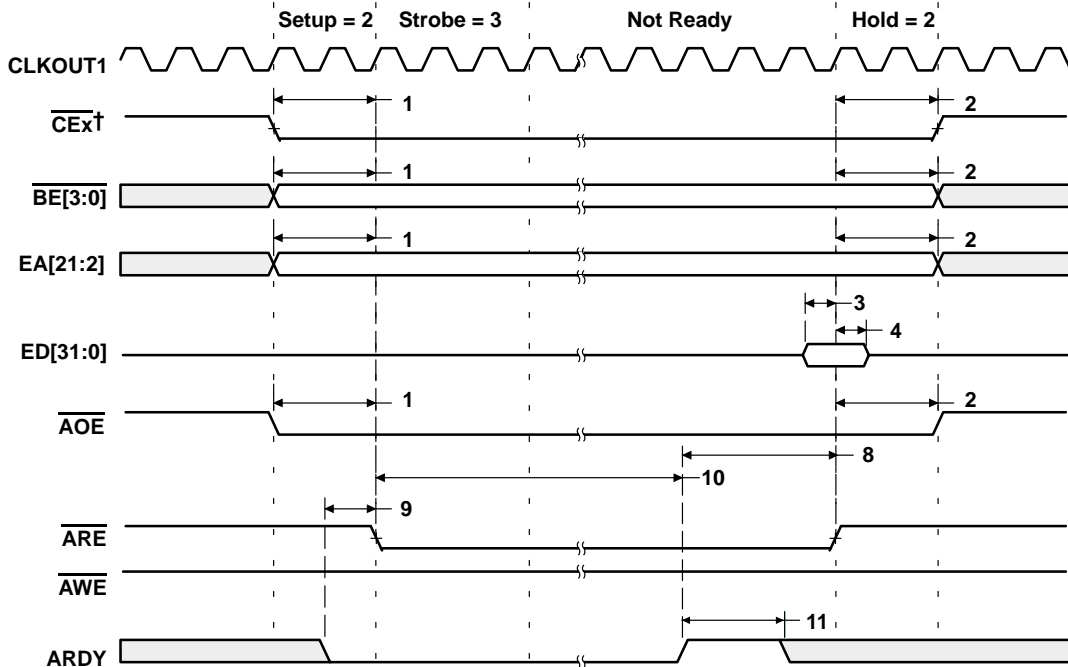 Setup = 2 Strobe = 3 Not Ready Hold = 2
CLKOUT1
CEx† 1 2
BE[3:0] 1 2
EA[21:2] 1 2
3
4
ED[31:0]
AOE 1 2
8
10
9
ARE
AWE
11
ARDY